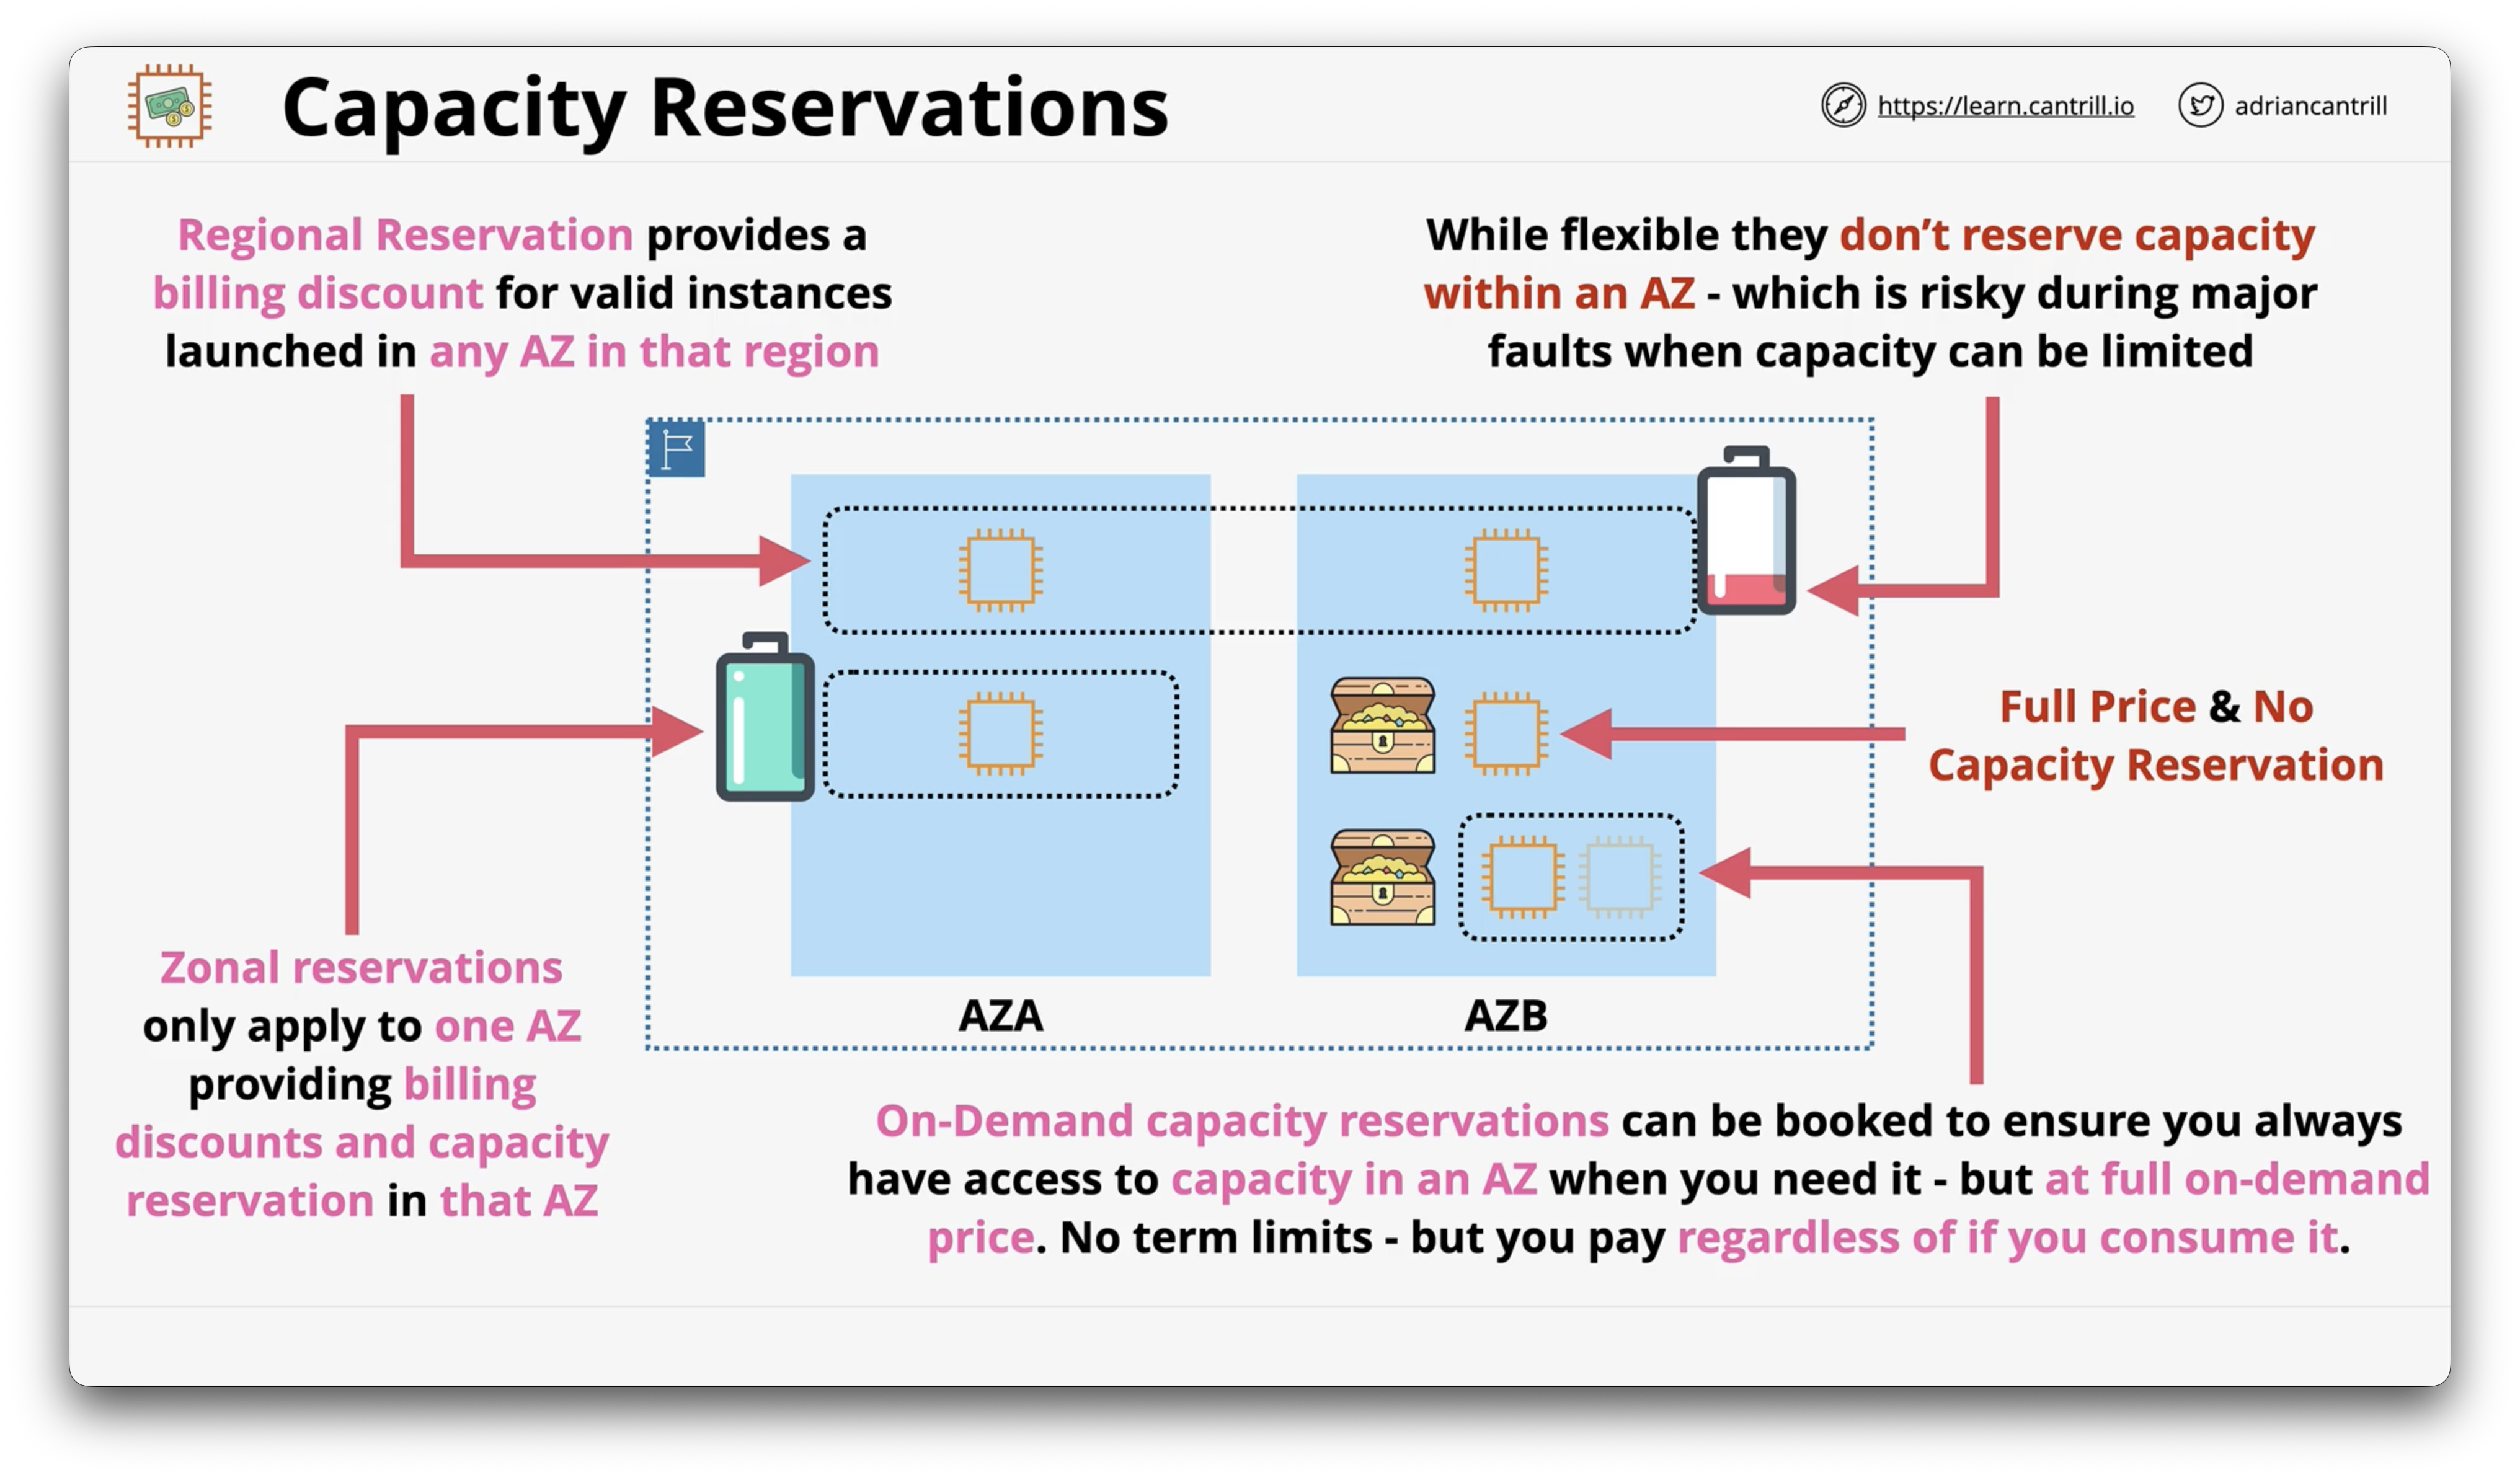 Capacity Reservations
https://learn.cantrill.io
adriancantrill
Regional Reservation provides a
billing discount for valid instances
launched in any AZ in that region
While flexible they don’t reserve capacity
within an AZ - which is risky during major
faults when capacity can be limited
Full Price & No
Capacity Reservation
AZA
AZB
Zonal reservations
only apply to one AZ
providing billing
discounts and capacity
reservation in that AZ
On-Demand capacity reservations can be booked to ensure you always
have access to capacity in an AZ when you need it - but at full on-demand
price. No term limits - but you pay regardless of if you consume it.